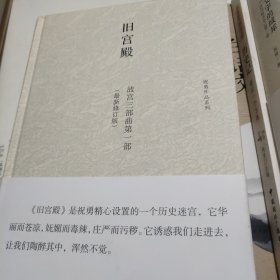 旧宫殿
故宫三部曲第一部
（最新修订版）
祝勇作品系列
《旧宫殿》是祝勇精心设置的一个历史迷宫，它华
丽而苍凉，妩媚而毒辣，庄严而污秽。它诱惑我们走进去，
让我们陶醉其中，浑然不觉。